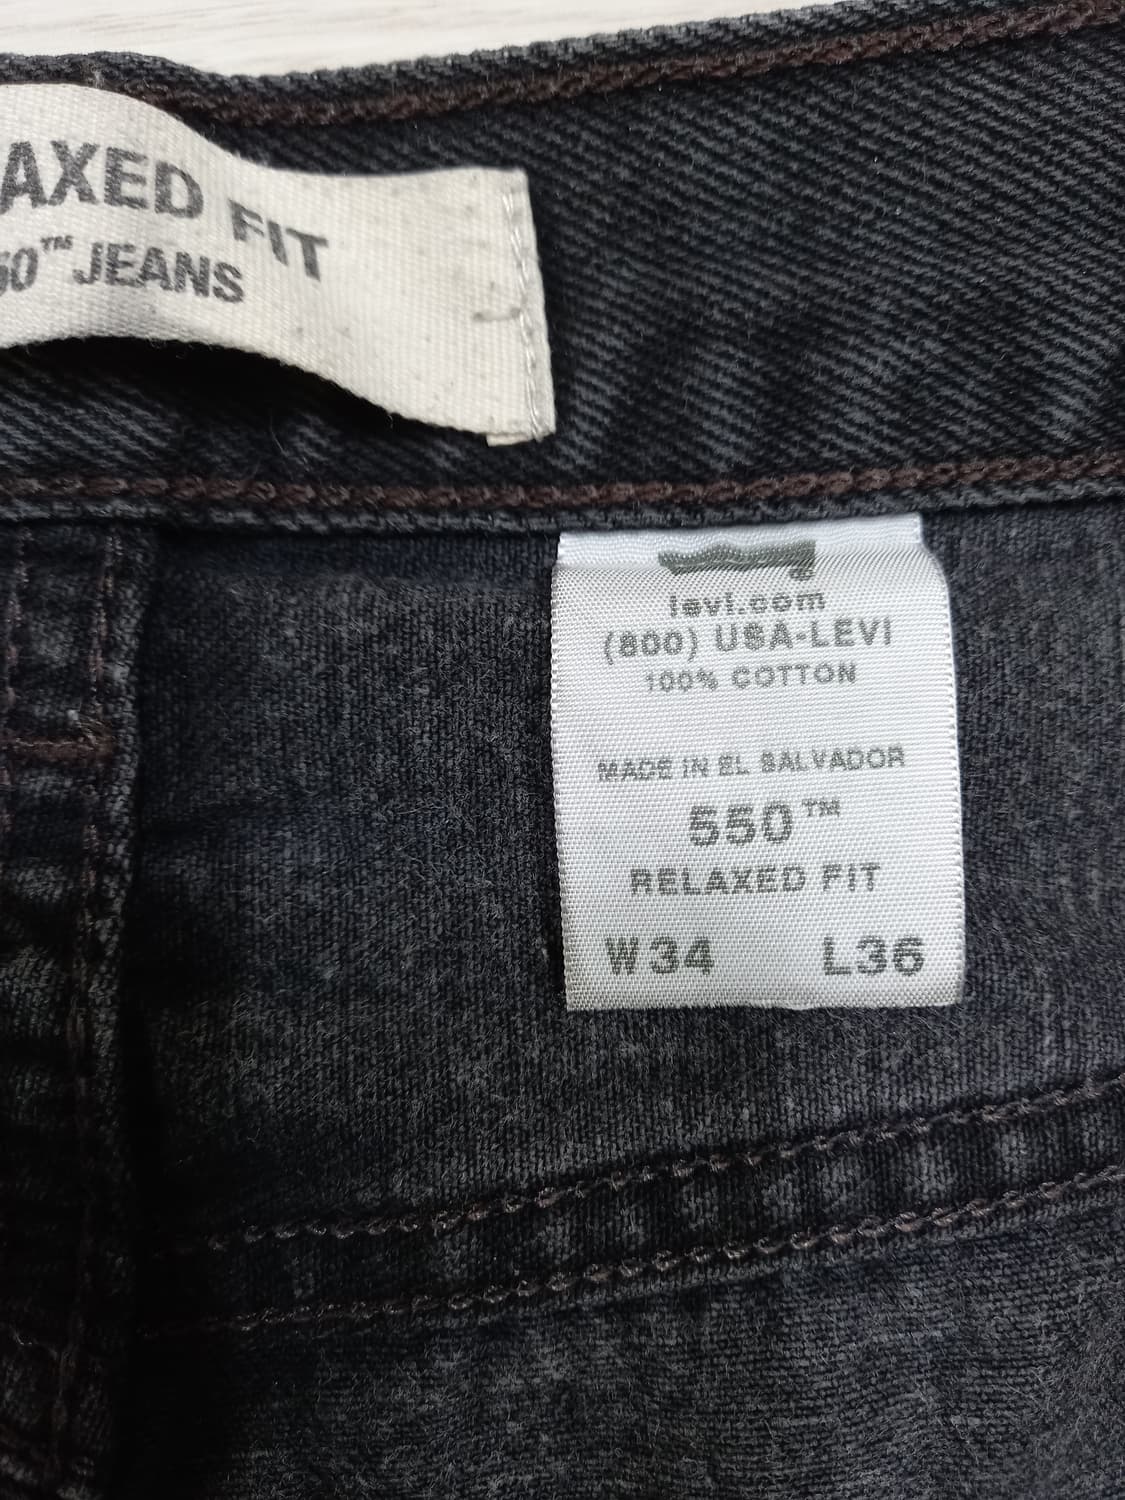 AXED FIT
50™ JEANS
levi.com
(800) USA-LEVI
100% COTTON
MADE IN EL SALVADOR
550™
RELAXED FIT
W34 L36